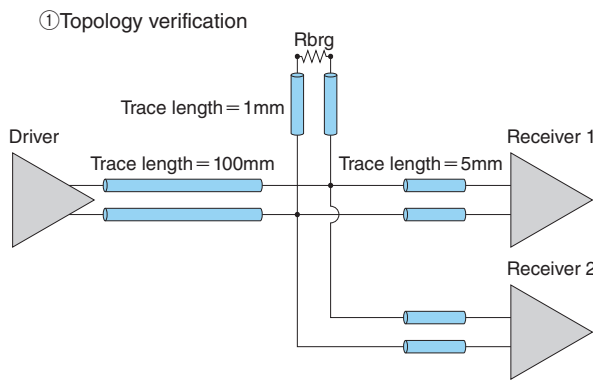 ①Topology verification
Rbrg
Trace length=1mm
Driver
Receiver 1
Trace length=100mm
Trace length=5mm
Receiver 2